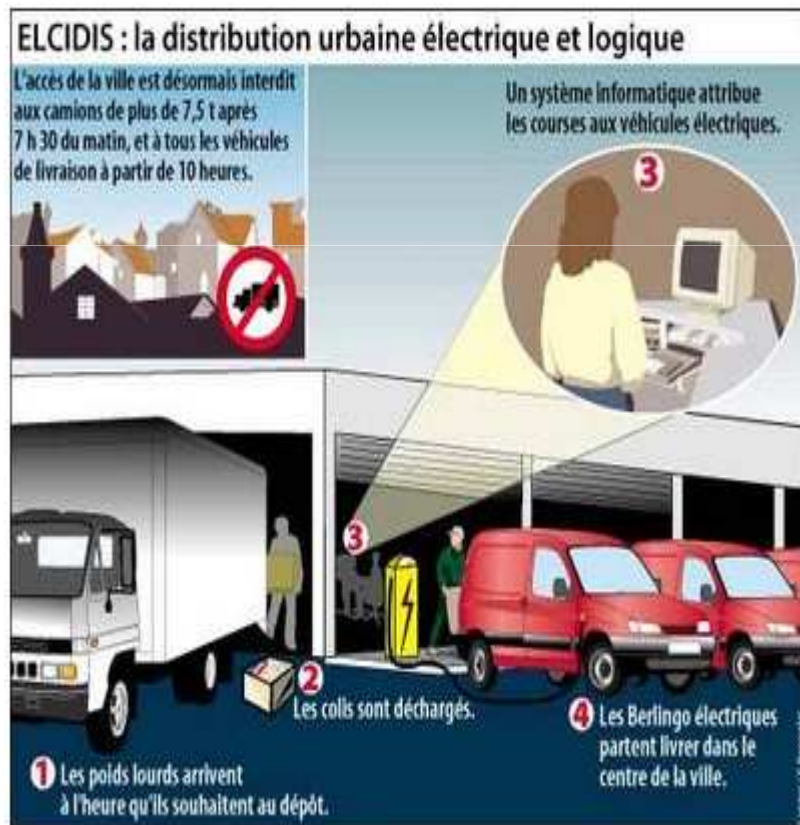 ELCIDIS : la distribution urbaine électrique et logique
L'accès de la ville est désormais interdit
aux camions de plus de 7,5 t après
7 h 30 du matin, et à tous les véhicules
de livraison à partir de 10 heures.
Un système informatique attribue
les courses aux véhicules électriques.
3
3
2
Les colis sont déchargés.
4 Les Berlingo électriques
partent livrer dans le
centre de la ville.
1 Les poids lourds arrivent
à l'heure qu'ils souhaitent au dépôt.